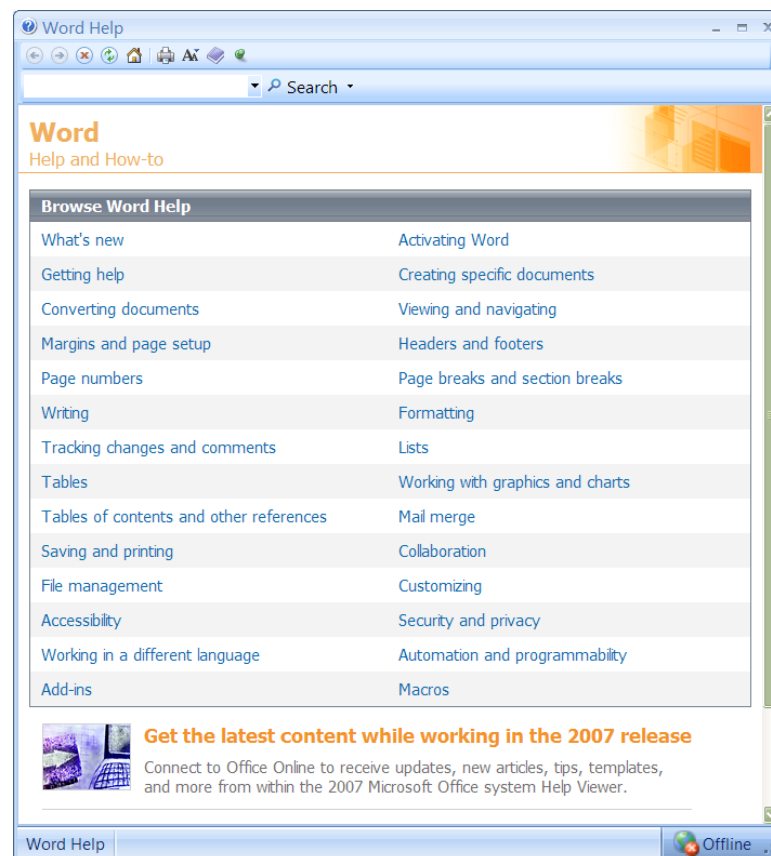 Word Help
Search
Word
Help and How-to
Browse Word Help
What's new Activating Word
Getting help Creating specific documents
Converting documents Viewing and navigating
Margins and page setup Headers and footers
Page numbers Page breaks and section breaks
Writing Formatting
Tracking changes and comments Lists
Tables Working with graphics and charts
Tables of contents and other references Mail merge
Saving and printing Collaboration
File management Customizing
Accessibility Security and privacy
Working in a different language Automation and programmability
Add-ins Macros
Get the latest content while working in the 2007 release
Connect to Office Online to receive updates, new articles, tips, templates,
and more from within the 2007 Microsoft Office system Help Viewer.
Word Help Offline